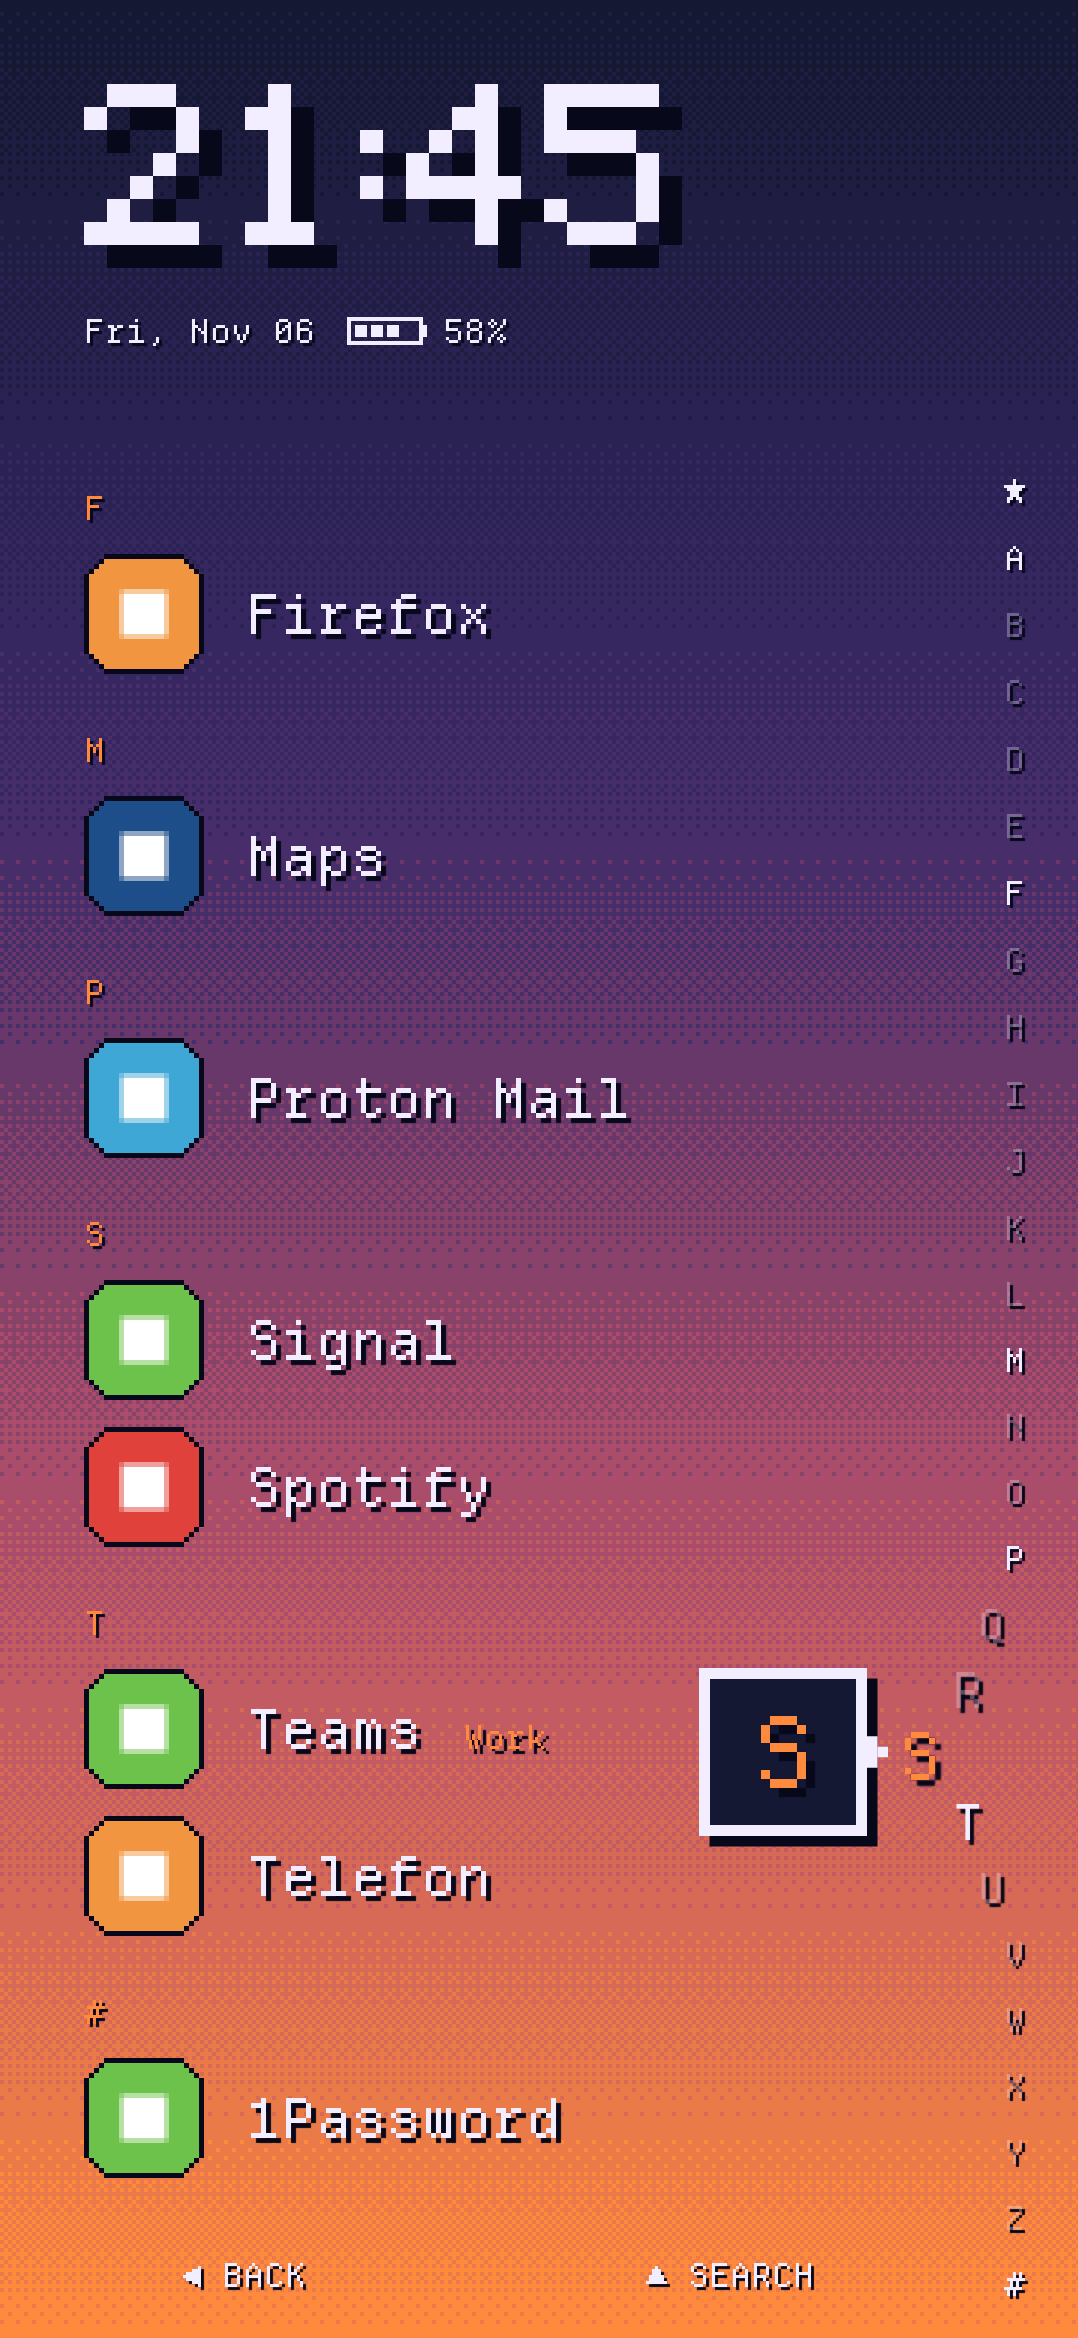 21:45
Fri, Nov 06 58%
F
Firefox
M
Maps
P
Proton Mail
S
Signal
Spotify
T
Teams Work
Telefon
#
1Password
★
A
B
C
D
E
F
G
H
I
J
K
L
M
N
O
P
Q
R
S
S
T
U
V
W
X
Y
Z
#
◀ BACK
▲ SEARCH